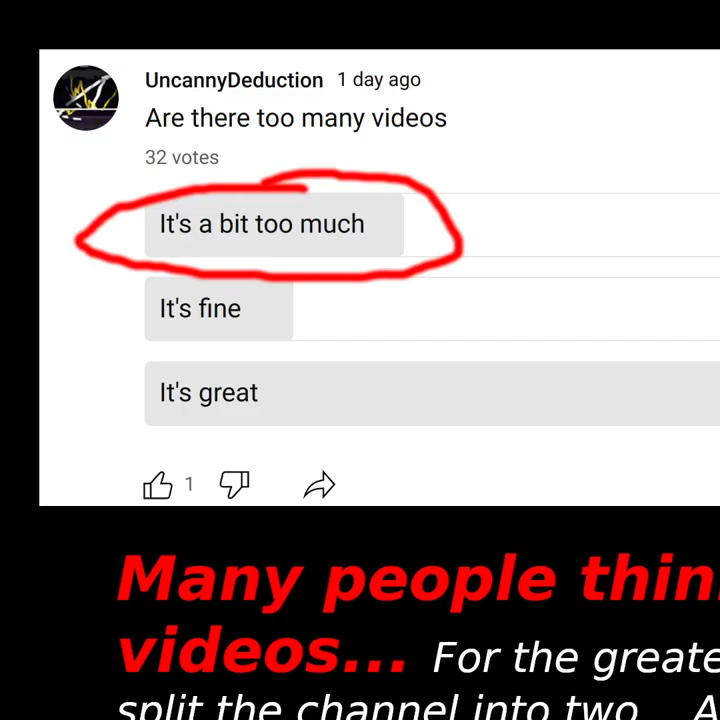 UncannyDeduction 1 day ago
Are there too many videos
32 votes
It's a bit too much
It's fine
It's great
1
Many people
videos... For the
split the channel into two